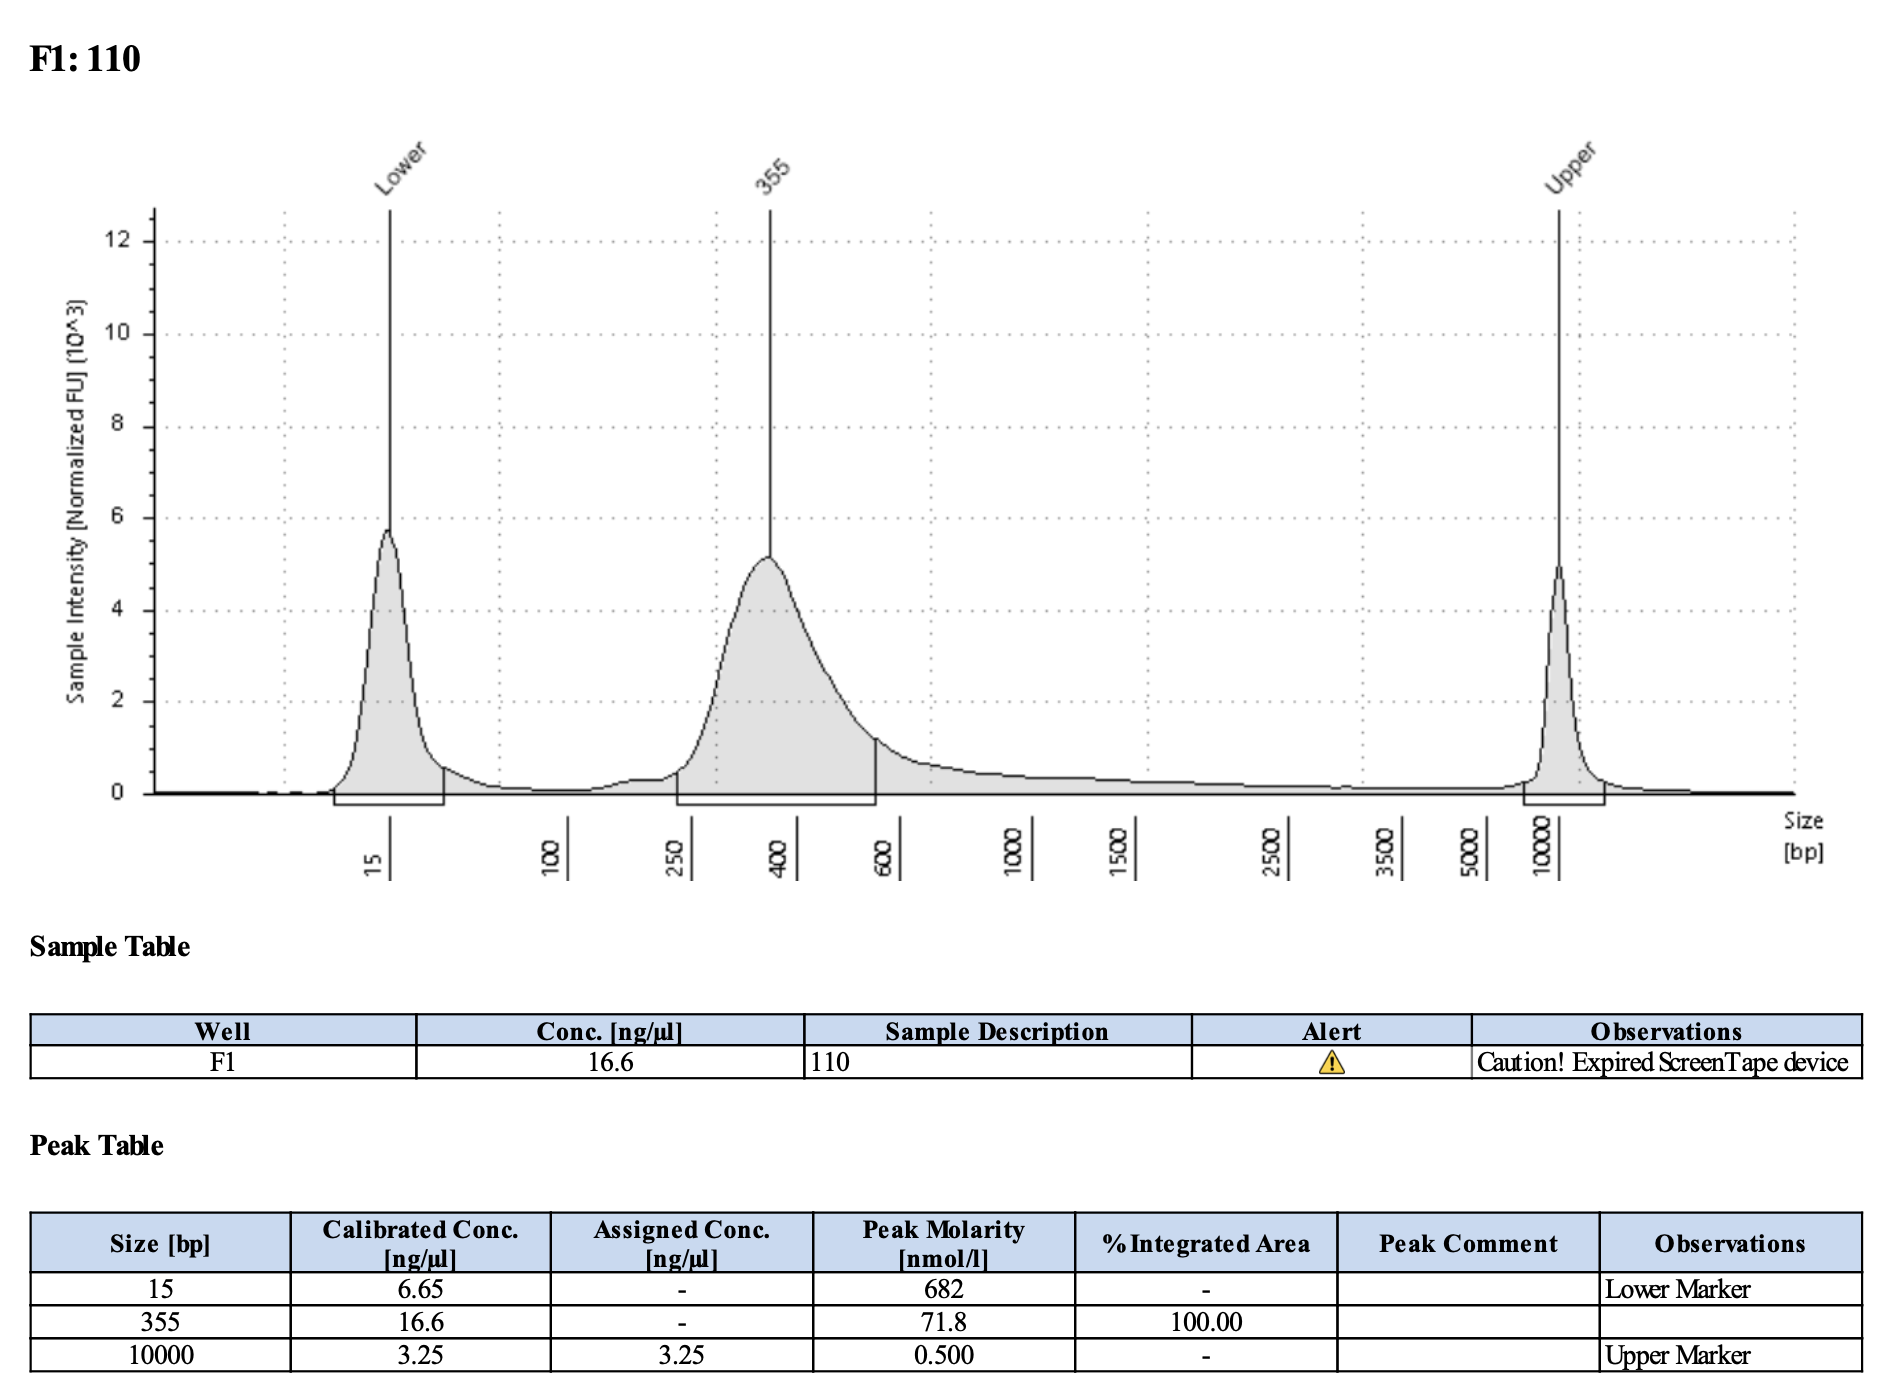 F1: 110
Lower
355
Upper
Sample Intensity [Normalized FU] (10^3)
12
10
8
6
4
2
0
15
100
250
400
600
1000
1500
2500
3500
5000
10000
Size
[bp]
Sample Table
Well Conc. [ng/µl] Sample Description Alert Observations
F1 16.6 110 Caution! Expired ScreenTape device
Peak Table
Size [bp] Calibrated Conc. [ng/µl] Assigned Conc. [ng/µl] Peak Molarity [nmol/l] % Integrated Area Peak Comment Observations
15 6.65 - 682 - Lower Marker
355 16.6 - 71.8 100.00
10000 3.25 3.25 0.500 - Upper Marker